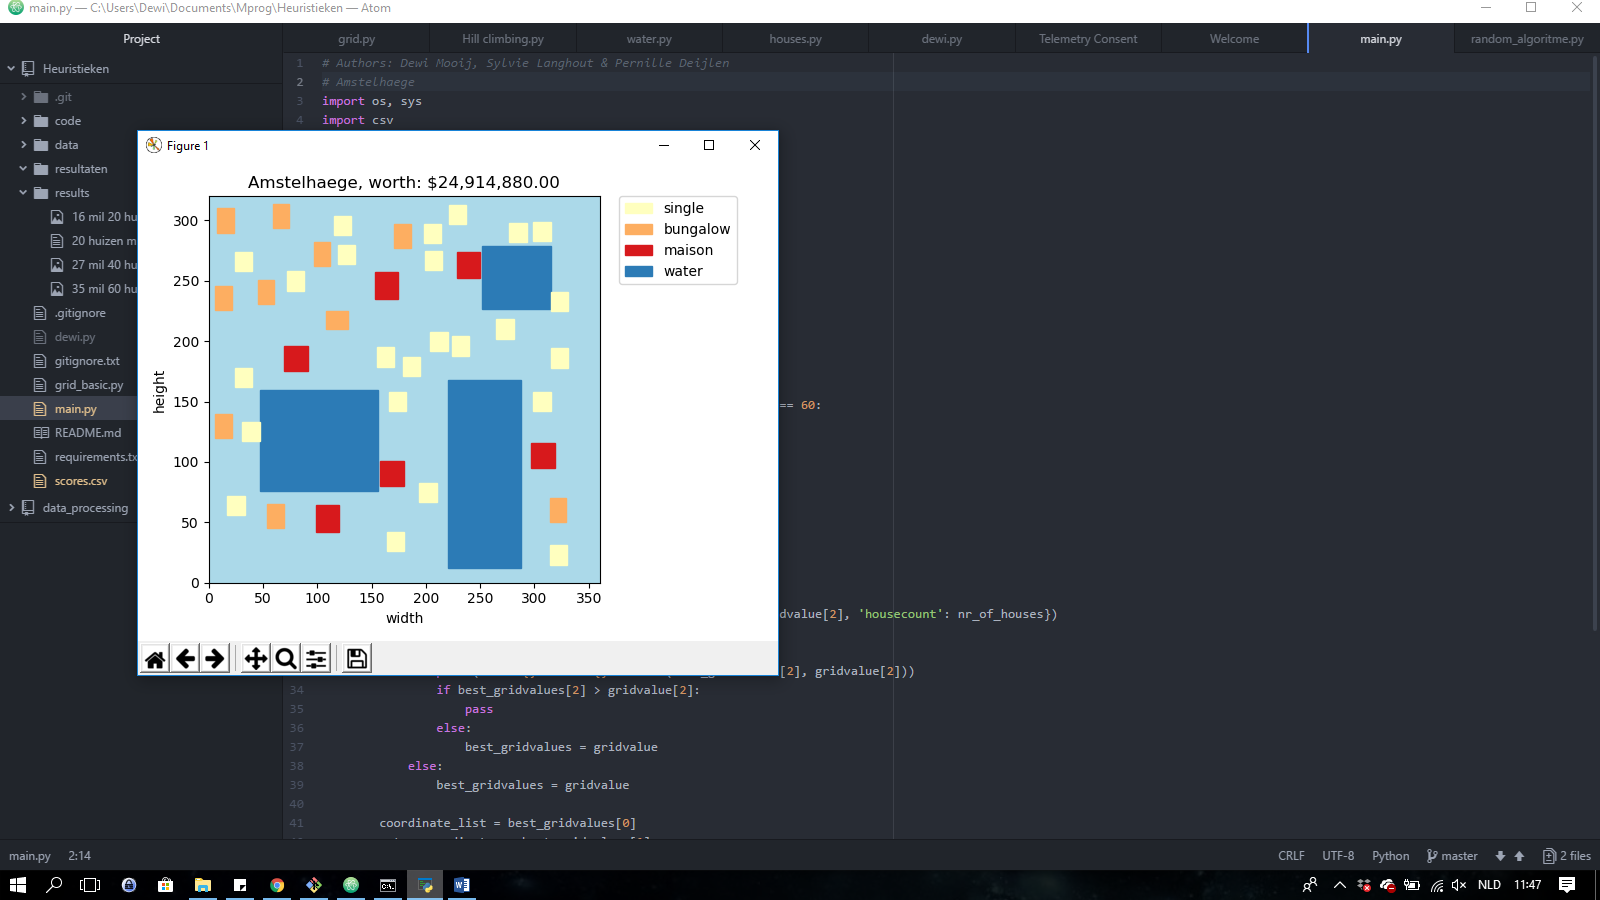 main.py — C:\Users\Dewi\Documents\Mprog\Heuristieken — Atom
Project
grid.py
Hill climbing.py
water.py
houses.py
dewi.py
Telemetry Consent
Welcome
main.py
random_algoritme.py
Heuristieken
.git
code
data
resultaten
results
16 mil 20 hu
20 huizen m
27 mil 40 hu
35 mil 60 hu
.gitignore
dewi.py
gitignore.txt
grid_basic.py
main.py
README.md
requirements.tx
scores.csv
data_processing
1 # Authors: Dewi Mooij, Sylvie Langhout & Pernille Deijlen
2 # Amstelhaege
3 import os, sys
4 import csv
== 60:
dvalue[2], 'housecount': nr_of_houses})
[2], gridvalue[2]))
34 if best_gridvalues[2] > gridvalue[2]:
35 pass
36 else:
37 best_gridvalues = gridvalue
38 else:
39 best_gridvalues = gridvalue
40
41 coordinate_list = best_gridvalues[0]
Figure 1
Amstelhaege, worth: $24,914,880.00
single
bungalow
maison
water
height
300
250
200
150
100
50
0
0 50 100 150 200 250 300 350
width
main.py 2:14
CRLF UTF-8 Python master 2 files
NLD 11:47